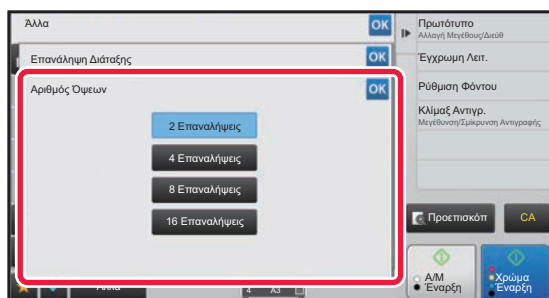 Άλλα
OK
Επανάληψη Διάταξης
OK
Αριθμός Όψεων
OK
2 Επαναλήψεις
4 Επαναλήψεις
8 Επαναλήψεις
16 Επαναλήψεις
Πρωτότυπο
Αλλαγή Μεγέθους/Διεύθ
Έγχρωμη Λειτ.
Ρύθμιση Φόντου
Κλίμαξ Αντιγρ.
Μεγέθυνση/Σμίκρυνση Αντιγραφής
Προεπισκόπ
CA
Α/Μ
Έναρξη
Χρώμα
Έναρξη